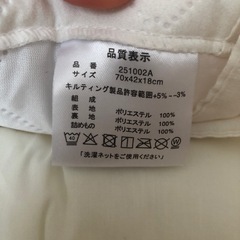 品質表示
品番 251002A
サイズ 70x42x18cm
キルティング製品許容範囲+5%~-3%
組成
表地 ポリエステル 100%
裏地 ポリエステル 100%
詰めもの ポリエステル 100%
40
「洗濯ネットをご使用ください」